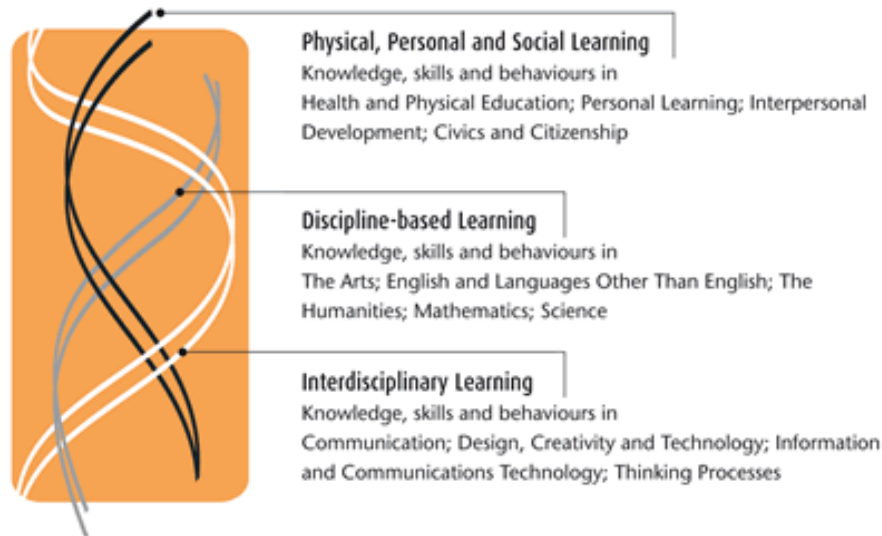 Physical, Personal and Social Learning
Knowledge, skills and behaviours in
Health and Physical Education; Personal Learning; Interpersonal
Development; Civics and Citizenship
Discipline-based Learning
Knowledge, skills and behaviours in
The Arts; English and Languages Other Than English; The
Humanities; Mathematics; Science
Interdisciplinary Learning
Knowledge, skills and behaviours in
Communication; Design, Creativity and Technology; Information
and Communications Technology; Thinking Processes